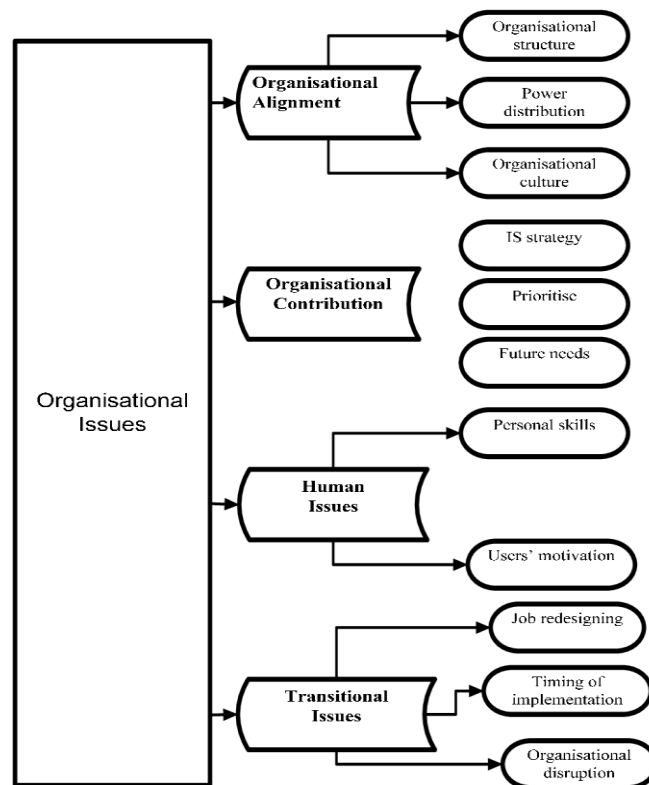 Organisational
Issues
Organisational
Alignment
Organisational
structure
Power
distribution
Organisational
culture
Organisational
Contribution
IS strategy
Prioritise
Future needs
Human
Issues
Personal skills
Users' motivation
Transitional
Issues
Job redesigning
Timing of
implementation
Organisational
disruption